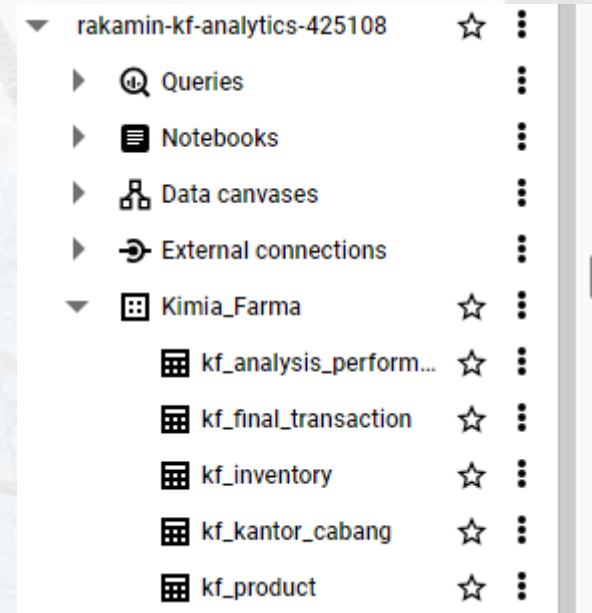 rakamin-kf-analytics-425108
Queries
Notebooks
Data canvases
External connections
Kimia_Farma
kf_analysis_perform...
kf_final_transaction
kf_inventory
kf_kantor_cabang
kf_product